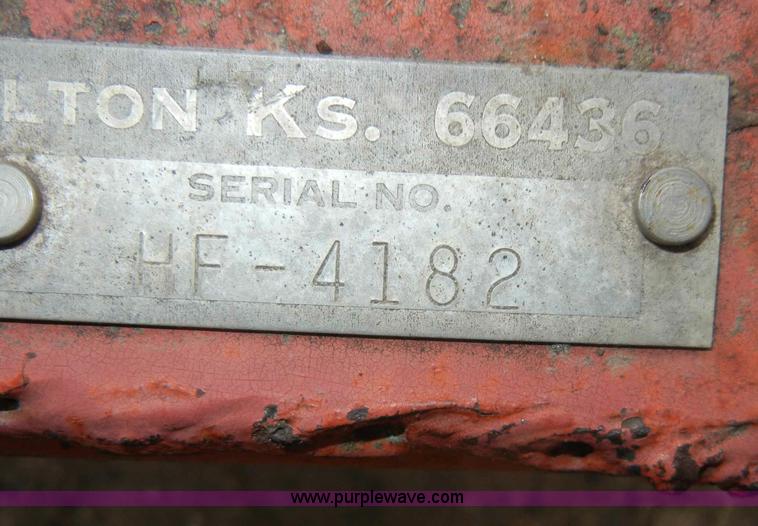 LTON Ks. 66436
SERIAL NO.
HF-4182
www.purplewave.com